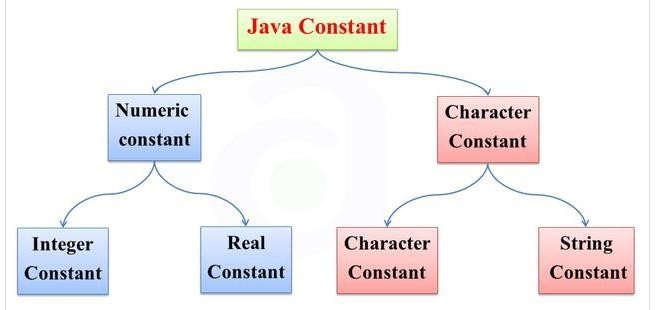 Java Constant
Numeric
constant
Character
Constant
Integer
Constant
Real
Constant
Character
Constant
String
Constant